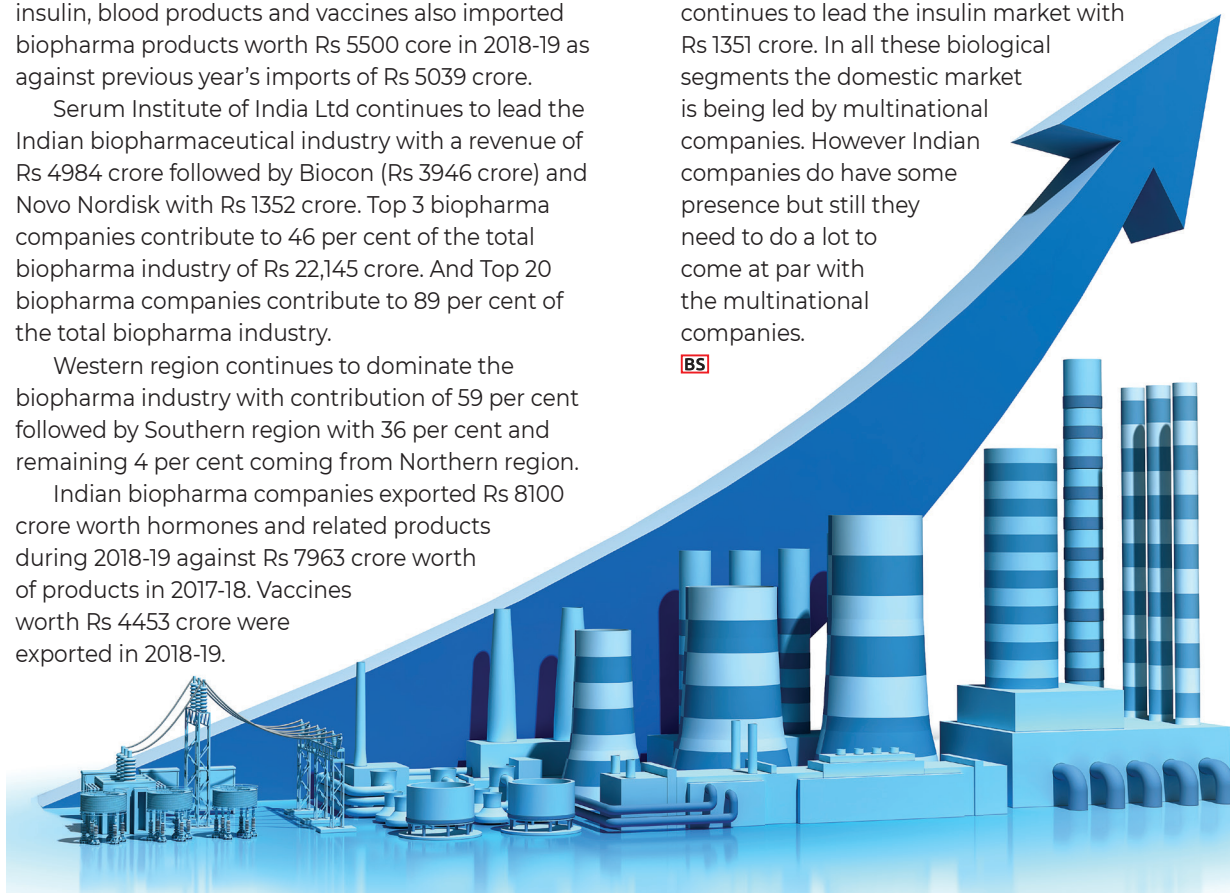 insulin, blood products and vaccines also imported
biopharma products worth Rs 5500 core in 2018-19 as
against previous year’s imports of Rs 5039 crore.
Serum Institute of India Ltd continues to lead the
Indian biopharmaceutical industry with a revenue of
Rs 4984 crore followed by Biocon (Rs 3946 crore) and
Novo Nordisk with Rs 1352 crore. Top 3 biopharma
companies contribute to 46 per cent of the total
biopharma industry of Rs 22,145 crore. And Top 20
biopharma companies contribute to 89 per cent of
the total biopharma industry.
Western region continues to dominate the
biopharma industry with contribution of 59 per cent
followed by Southern region with 36 per cent and
remaining 4 per cent coming from Northern region.
Indian biopharma companies exported Rs 8100
crore worth hormones and related products
during 2018-19 against Rs 7963 crore worth
of products in 2017-18. Vaccines
worth Rs 4453 crore were
exported in 2018-19.
continues to lead the insulin market with
Rs 1351 crore. In all these biological
segments the domestic market
is being led by multinational
companies. However Indian
companies do have some
presence but still they
need to do a lot to
come at par with
the multinational
companies.
BS